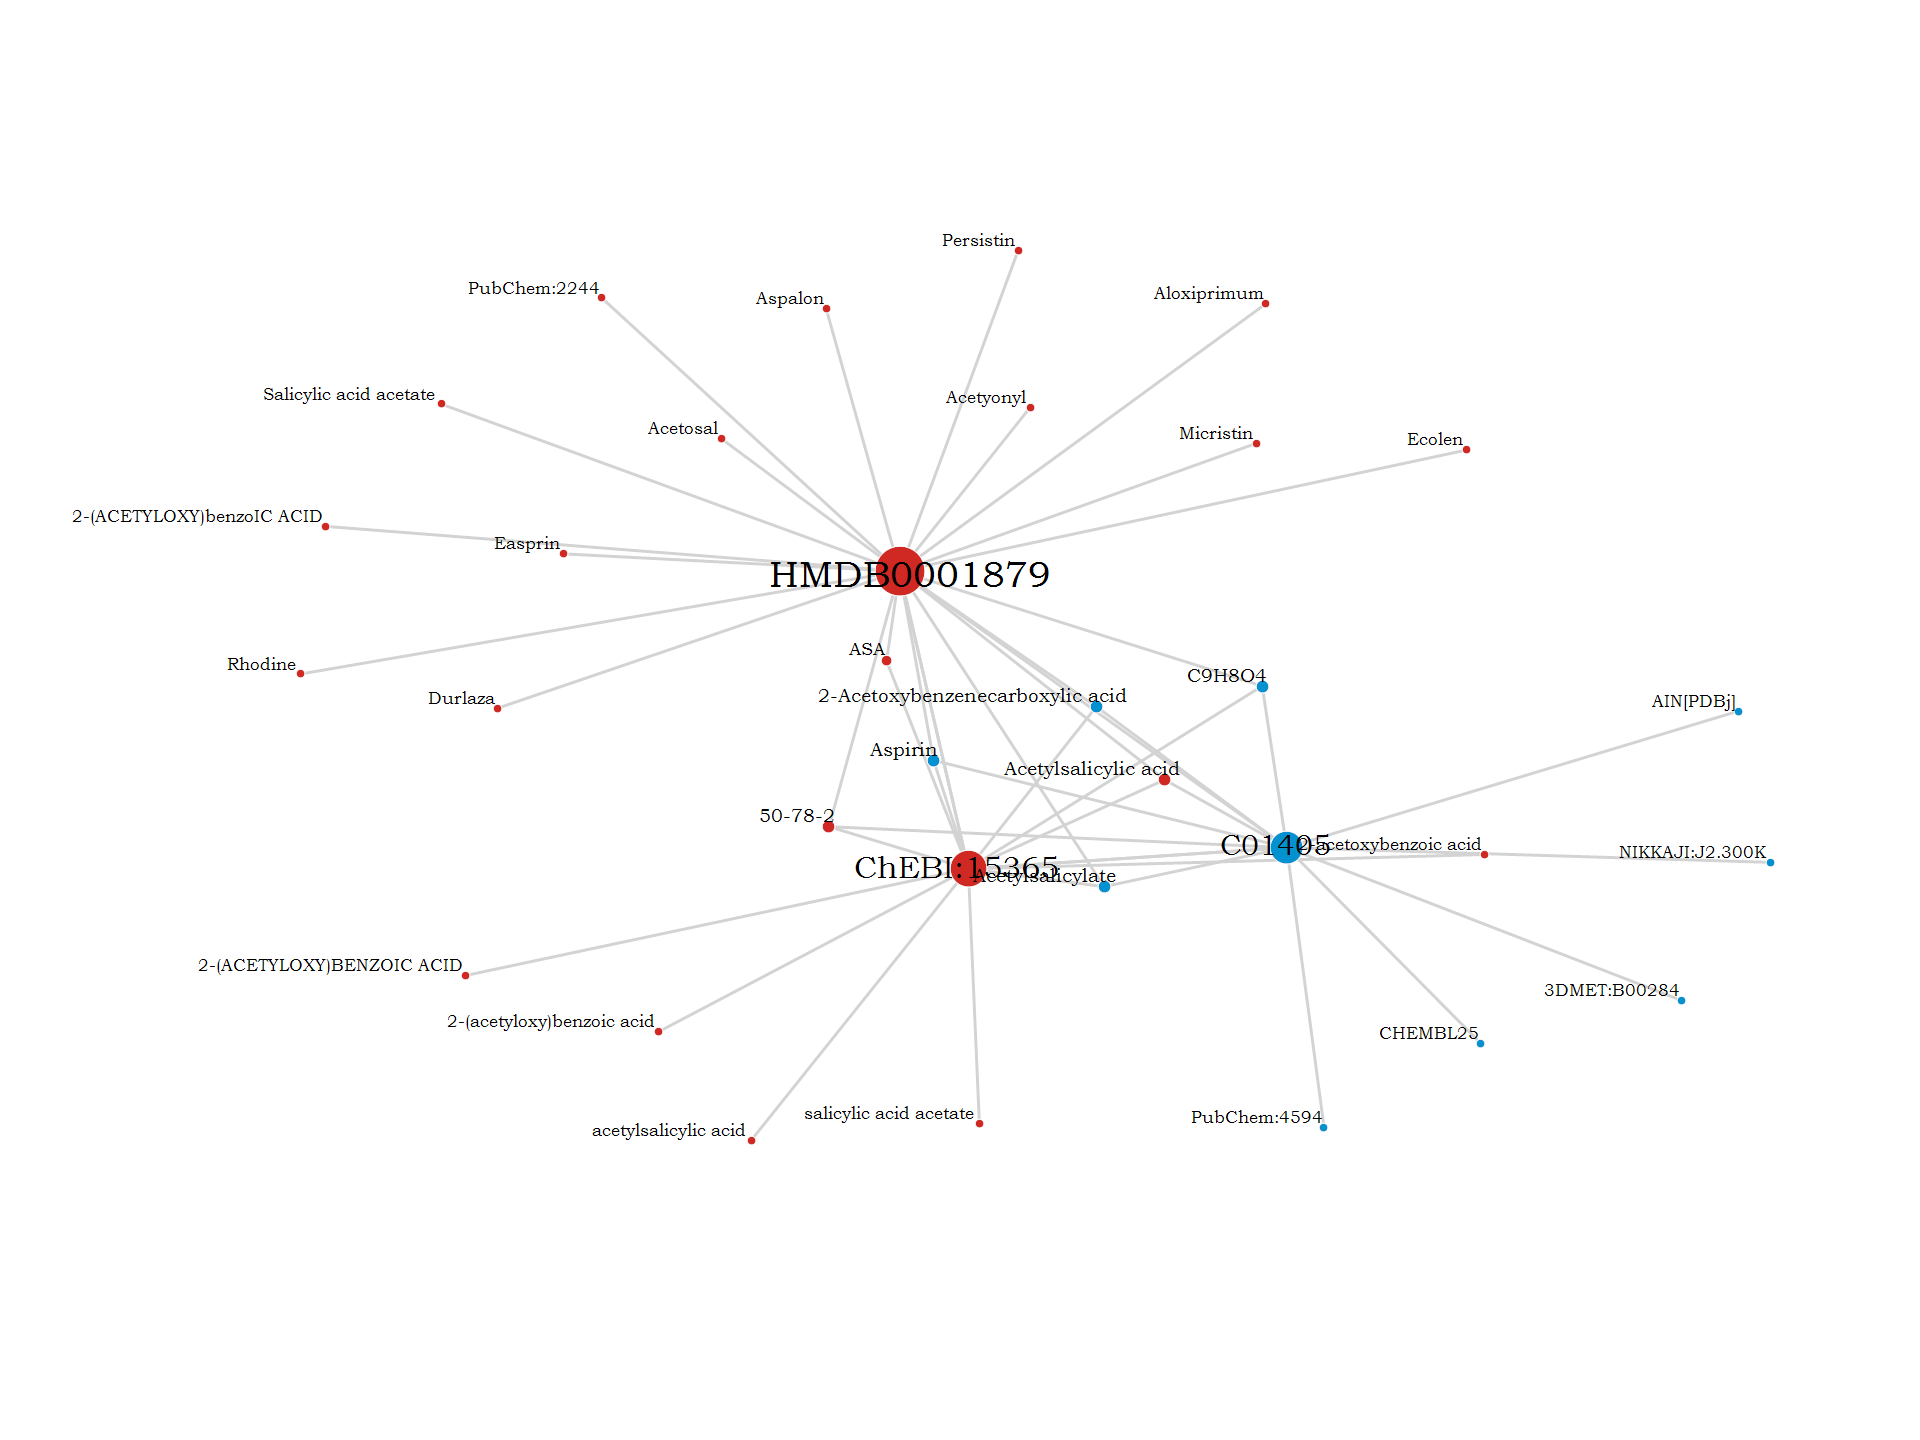 Persistin
PubChem:2244
Aspalon
Aloxiprimum
Salicylic acid acetate
Acetyonyl
Acetosal
Micristin
Ecolen
2-(ACETYLOXY)benzoIC ACID
Easprin
HMDB0001879
ASA
Rhodine
C9H8O4
Durlaza
2-Acetoxybenzenecarboxylic acid
AIN[PDBj]
Aspirin
Acetylsalicylic acid
50-78-2
C01405
2-acetoxybenzoic acid
NIKKAJI:J2.300K
ChEBI:15365
Acetylsalicylate
2-(ACETYLOXY)BENZOIC ACID
3DMET:B00284
2-(acetyloxy)benzoic acid
CHEMBL25
salicylic acid acetate
PubChem:4594
acetylsalicylic acid